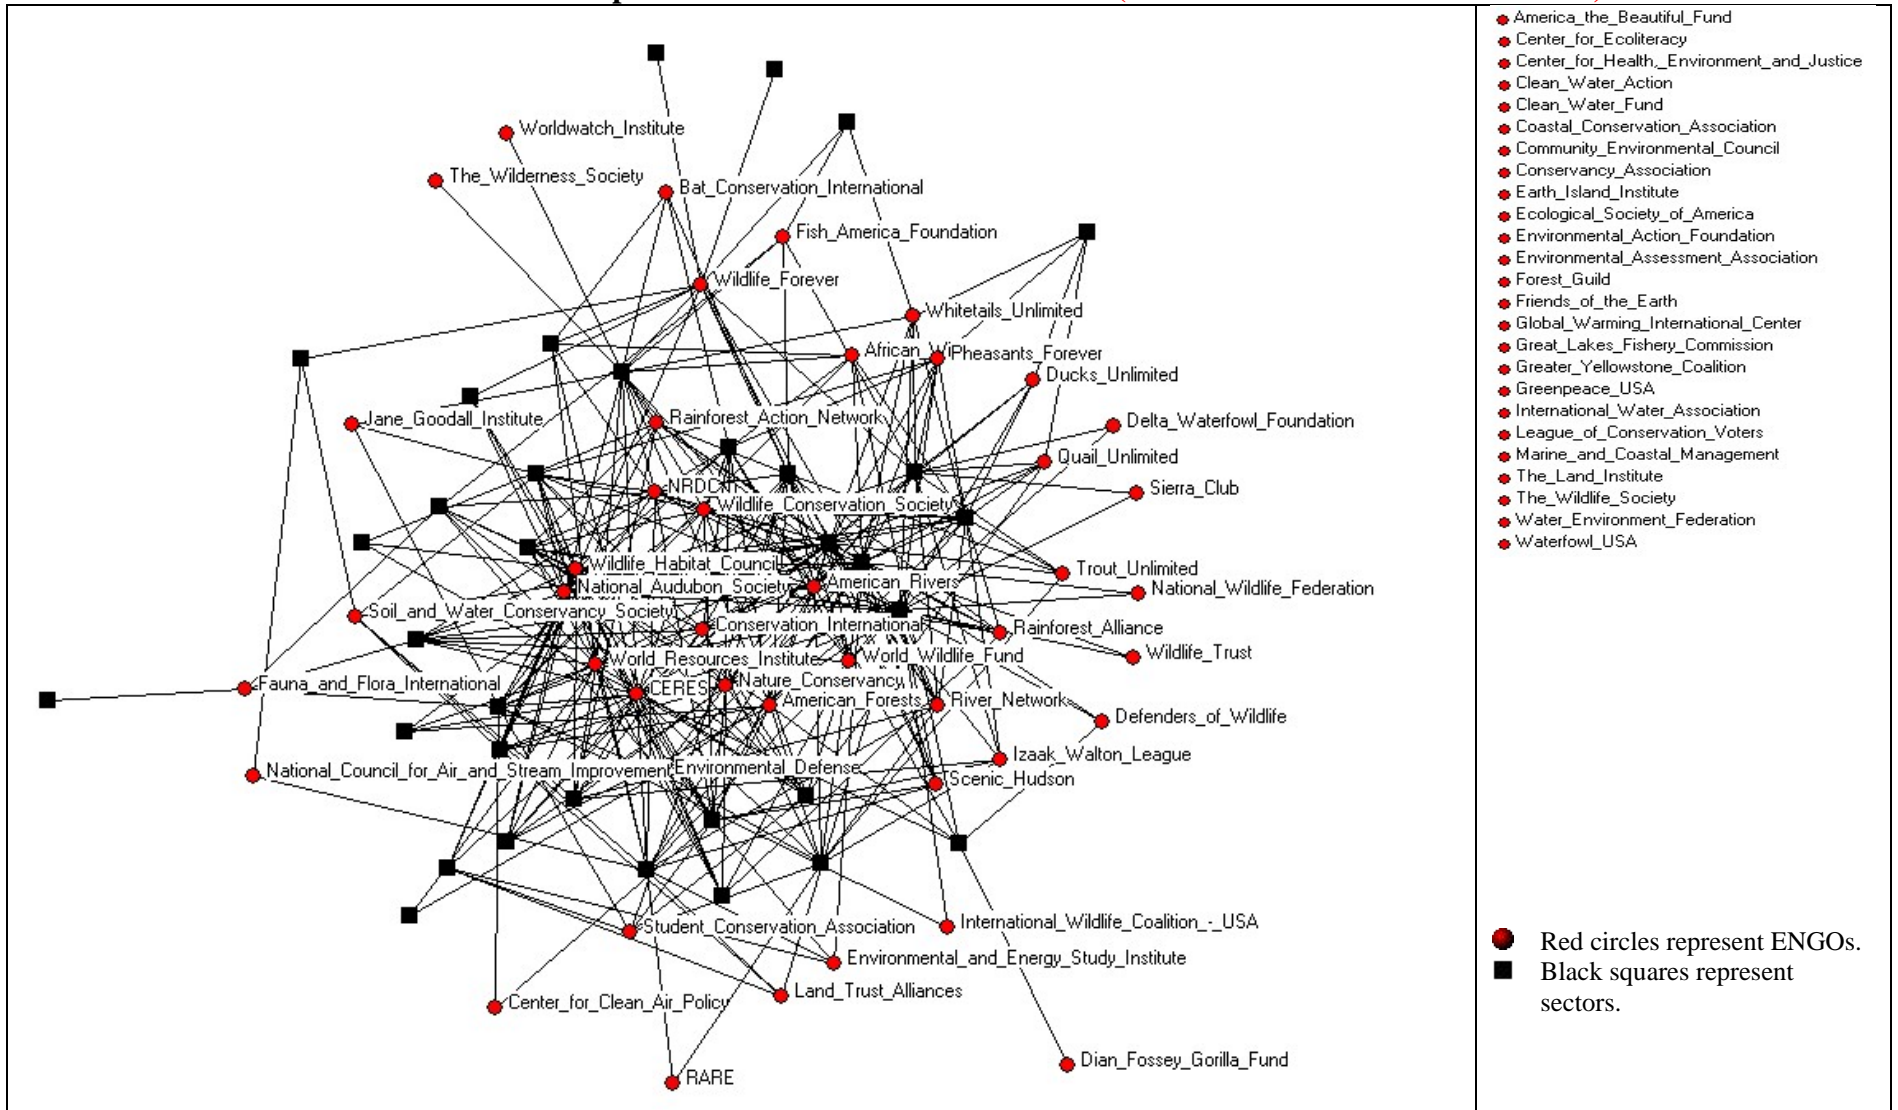 Worldwatch_Institute
The_Wilderness_Society
Bat_Conservation_International
Fish_America_Foundation
Wildlife_Forever
Whitetails_Unlimited
African_Wi
Pheasants_Forever
Ducks_Unlimited
Jane_Goodall_Institute
Rainforest_Action_Network
Delta_Waterfowl_Foundation
Quail_Unlimited
NRDC
Sierra_Club
Wildlife_Conservation_Society
Wildlife_Habitat_Council
Trout_Unlimited
National_Audubon_Society
American_Rivers
National_Wildlife_Federation
Soil_and_Water_Conservancy_Society
Conservation_International
Rainforest_Alliance
World_Resources_Institute
World_Wildlife_Fund
Wildlife_Trust
Fauna_and_Flora_International
CERES
Nature_Conservancy
American_Forests
River_Network
Defenders_of_Wildlife
Izaak_Walton_League
National_Council_for_Air_and_Stream_Improvement
Environmental_Defense
Scenic_Hudson
Student_Conservation_Association
International_Wildlife_Coalition_-_USA
Environmental_and_Energy_Study_Institute
Center_for_Clean_Air_Policy
Land_Trust_Alliances
Dian_Fossey_Gorilla_Fund
RARE
America_the_Beautiful_Fund
Center_for_Ecoliteracy
Center_for_Health,_Environment_and_Justice
Clean_Water_Action
Clean_Water_Fund
Coastal_Conservation_Association
Community_Environmental_Council
Conservancy_Association
Earth_Island_Institute
Ecological_Society_of_America
Environmental_Action_Foundation
Environmental_Assessment_Association
Forest_Guild
Friends_of_the_Earth
Global_Warming_International_Center
Great_Lakes_Fishery_Commission
Greater_Yellowstone_Coalition
Greenpeace_USA
International_Water_Association
League_of_Conservation_Voters
Marine_and_Coastal_Management
The_Land_Institute
The_Wildlife_Society
Water_Environment_Federation
Waterfowl_USA
Red circles represent ENGOs.
Black squares represent
sectors.